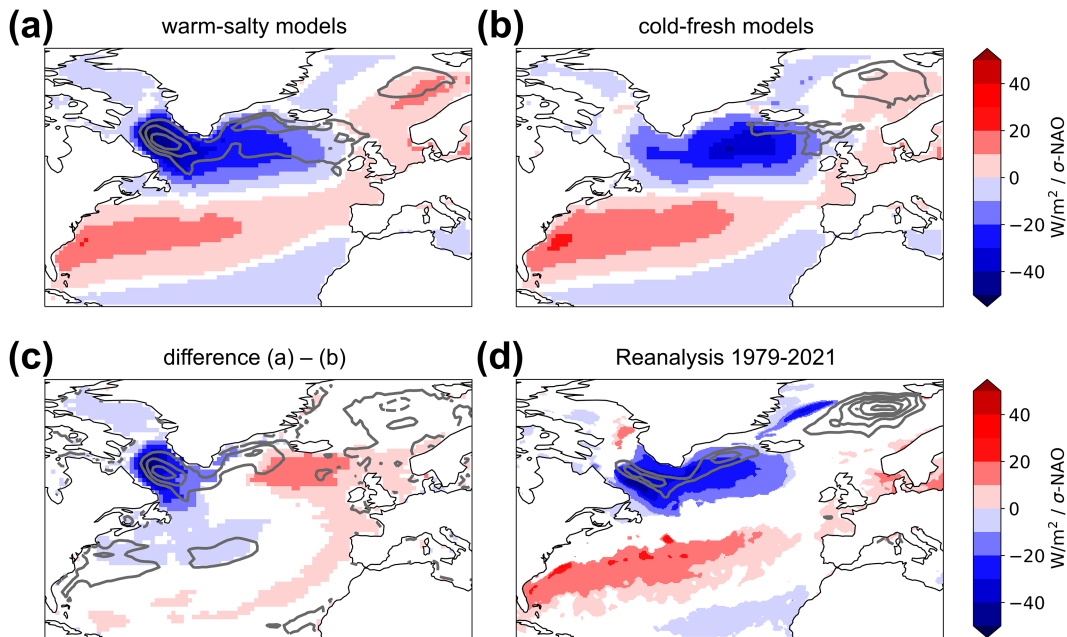 (a) warm-salty models
(b) cold-fresh models
40
20
0
−20
−40
W/m² / σ-NAO
(c) difference (a) – (b)
(d) Reanalysis 1979-2021
40
20
0
−20
−40
W/m² / σ-NAO